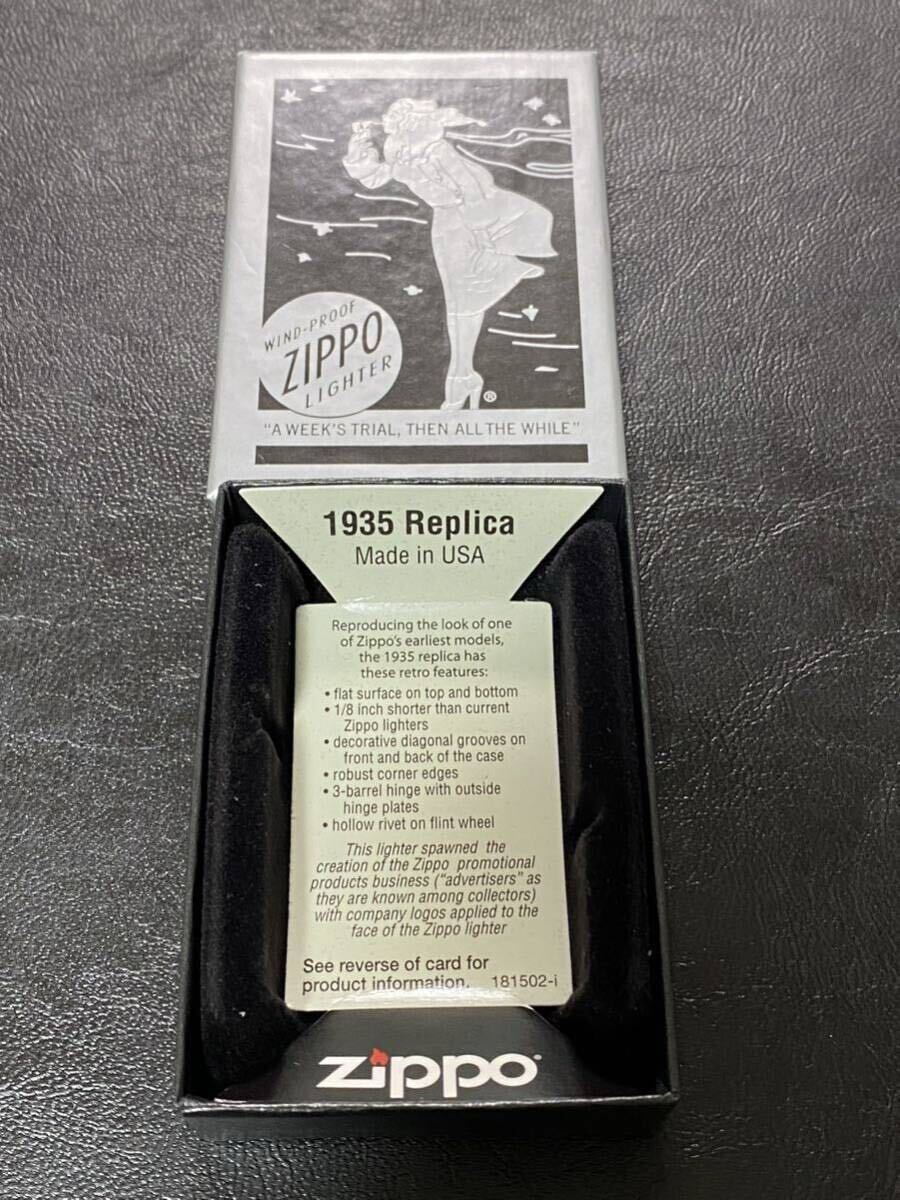 WIND-PROOF
ZIPPO
LIGHTER
®
"A WEEK'S TRIAL, THEN ALL THE WHILE"
1935 Replica
Made in USA
Reproducing the look of one
of Zippo's earliest models,
the 1935 replica has
these retro features:
• flat surface on top and bottom
• 1/8 inch shorter than current
Zippo lighters
• decorative diagonal grooves on
front and back of the case
• robust corner edges
• 3-barrel hinge with outside
hinge plates
• hollow rivet on flint wheel
This lighter spawned the
creation of the Zippo promotional
products business ("advertisers" as
they are known among collectors)
with company logos applied to the
face of the Zippo lighter
See reverse of card for
product information. 181502-i
zippo